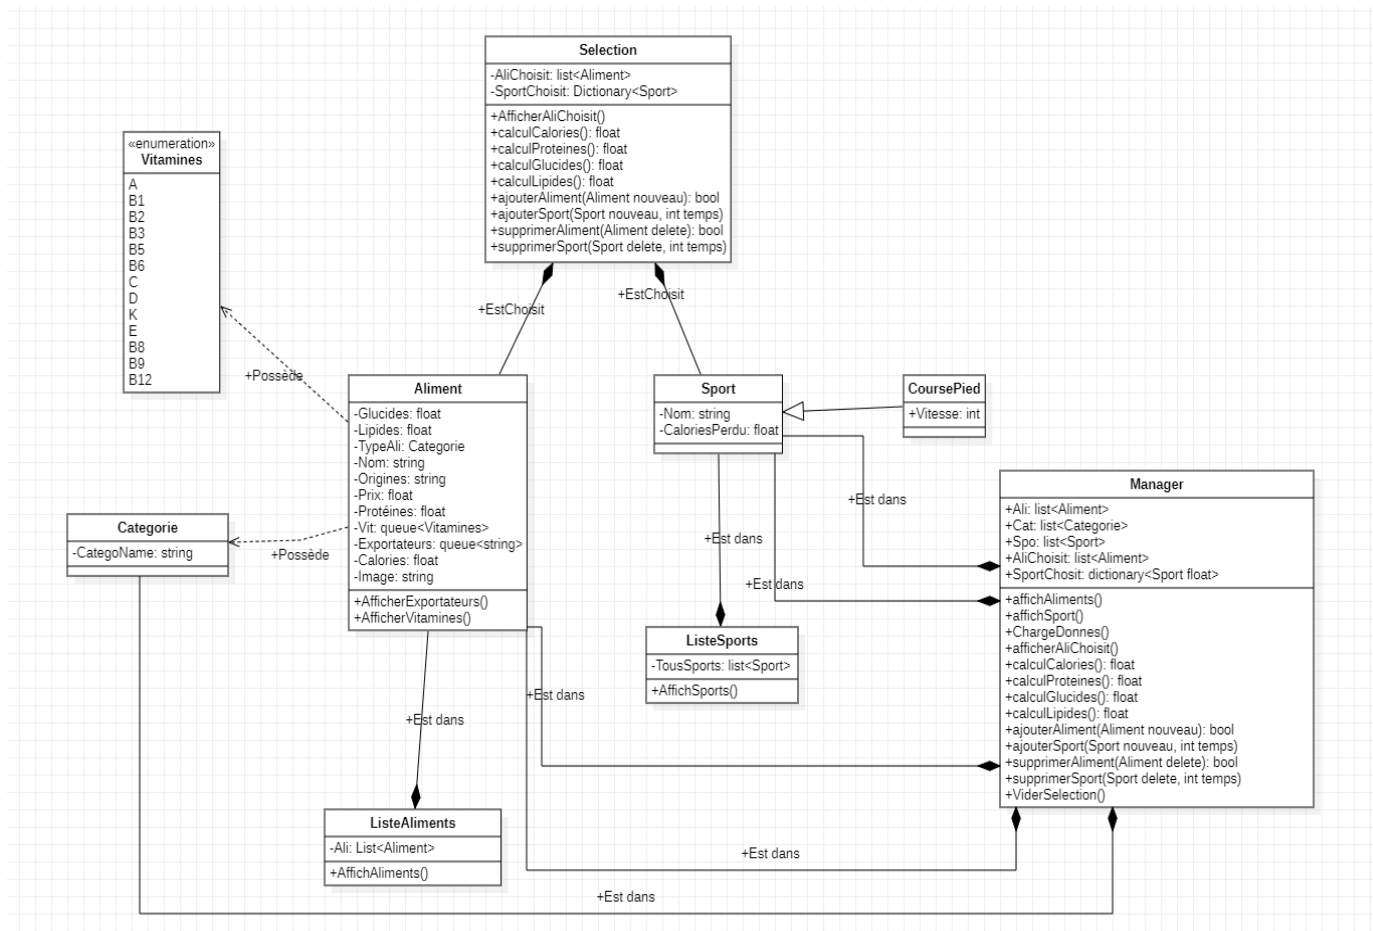 Selection
-AliChoisit: list<Aliment>
-SportChoisit: Dictionary<Sport>
+AfficherAliChoisit()
+calculCalories(): float
+calculProteines(): float
+calculGlucides(): float
+calculLipides(): float
+ajouterAliment(Aliment nouveau): bool
+ajouterSport(Sport nouveau, int temps)
+supprimerAliment(Aliment delete): bool
+supprimerSport(Sport delete, int temps)
«enumeration»
Vitamines
A
B1
B2
B3
B5
B6
C
D
K
E
B8
B9
B12
+EstChoisit
+EstChoisit
+Possède
Aliment
-Glucides: float
-Lipides: float
-TypeAli: Categorie
-Nom: string
-Origines: string
-Prix: float
-Protéines: float
-Vit: queue<Vitamines>
-Exportateurs: queue<string>
-Calories: float
-Image: string
+AfficherExportateurs()
+AfficherVitamines()
Sport
-Nom: string
-CaloriesPerdu: float
CoursePied
+Vitesse: int
Categorie
-CategoName: string
+Possède
+Est dans
+Est dans
+Est dans
Manager
+Ali: list<Aliment>
+Cat: list<Categorie>
+Spo: list<Sport>
+AliChoisit: list<Aliment>
+SportChosit: dictionary<Sport float>
+affichAliments()
+affichSport()
+ChargeDonnes()
+afficherAliChoisit()
+calculCalories(): float
+calculProteines(): float
+calculGlucides(): float
+calculLipides(): float
+ajouterAliment(Aliment nouveau): bool
+ajouterSport(Sport nouveau, int temps)
+supprimerAliment(Aliment delete): bool
+supprimerSport(Sport delete, int temps)
+ViderSelection()
ListeSports
-TousSports: list<Sport>
+AffichSports()
+Est dans
+Est dans
ListeAliments
-Ali: List<Aliment>
+AffichAliments()
+Est dans
+Est dans